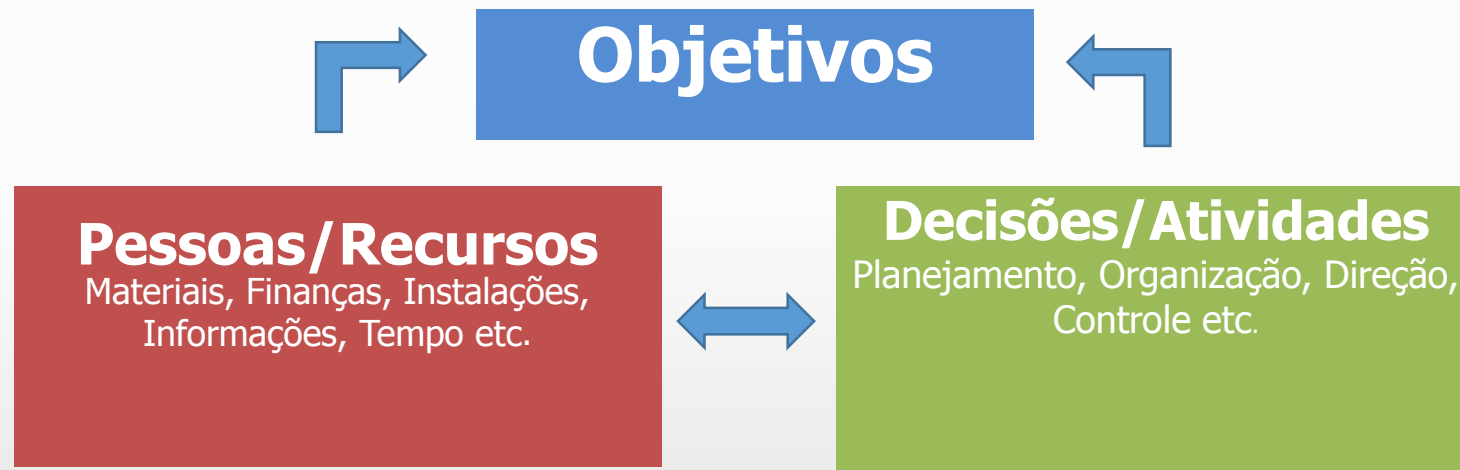 Objetivos
Pessoas/Recursos
Materiais, Finanças, Instalações,
Informações, Tempo etc.
Decisões/Atividades
Planejamento, Organização, Direção,
Controle etc.